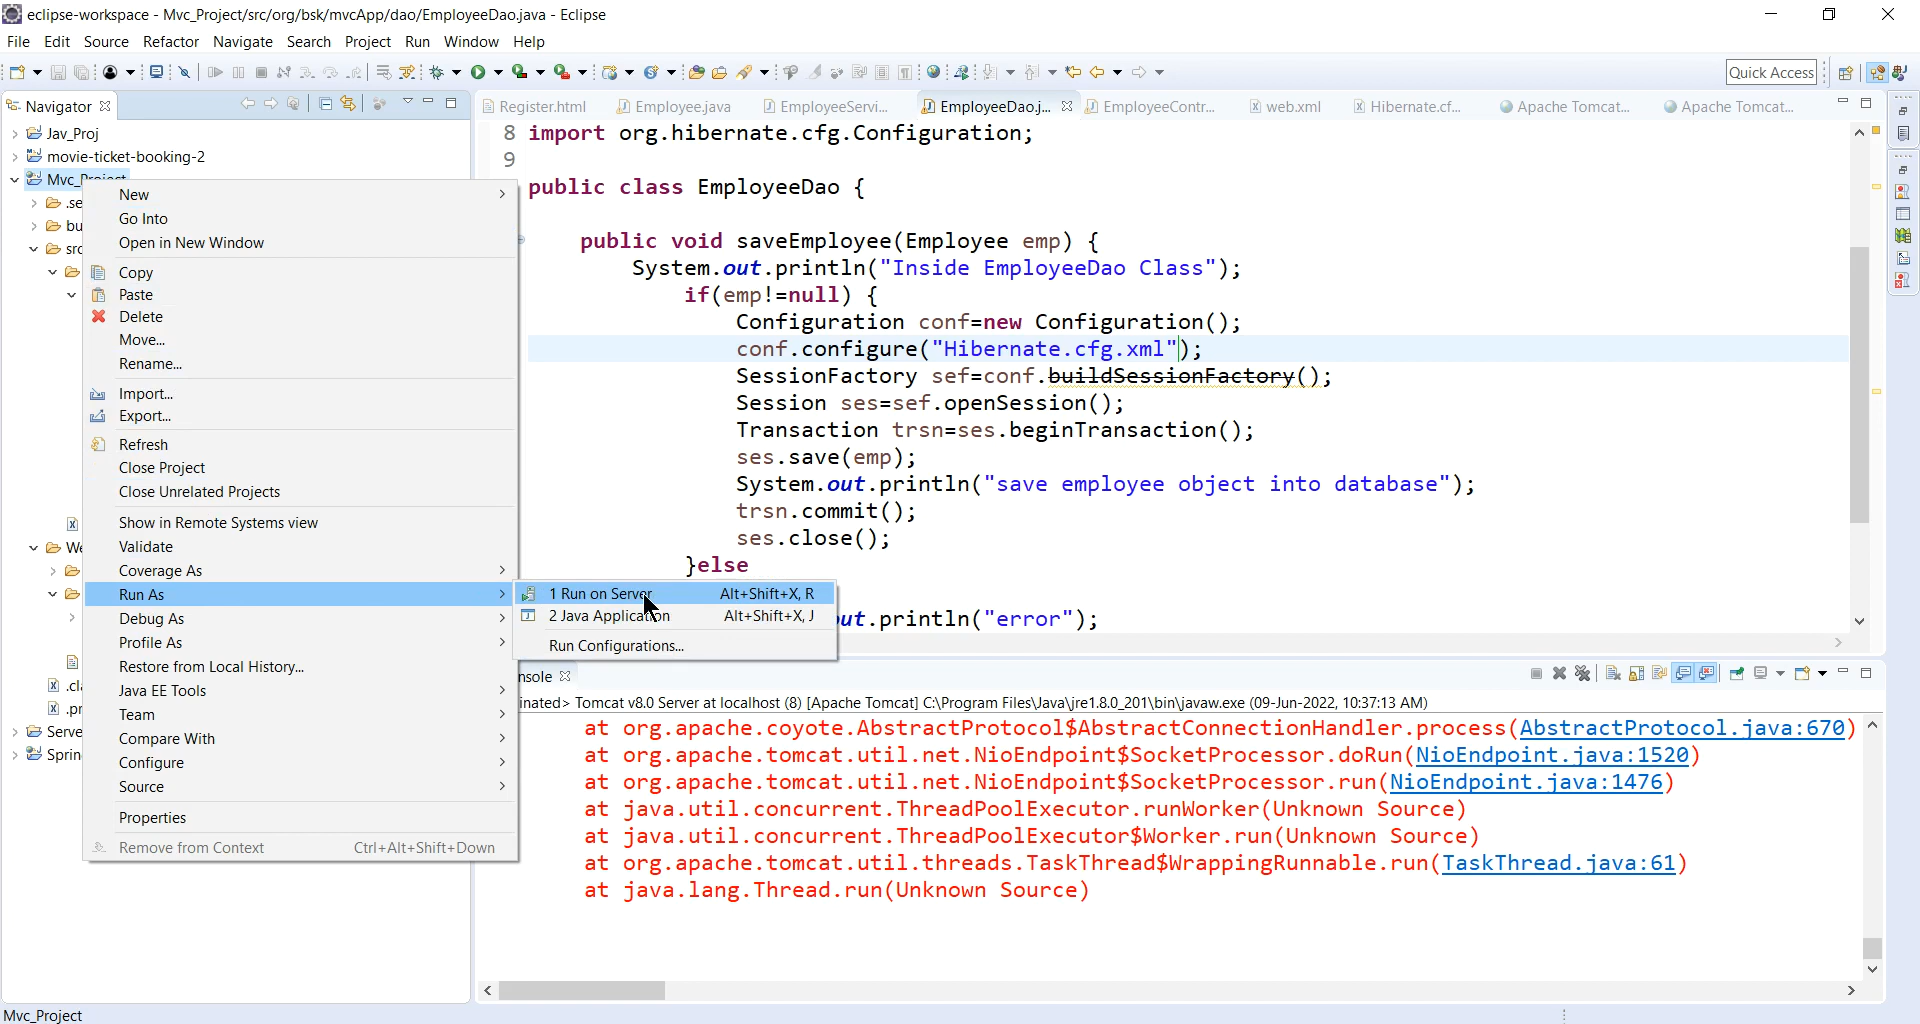 eclipse-workspace - Mvc_Project/src/org/bsk/mvcApp/dao/EmployeeDao.java - Eclipse
File Edit Source Refactor Navigate Search Project Run Window Help
Quick Access
Navigator
Register.html Employee.java EmployeeServi... EmployeeDao.j... EmployeeContr... web.xml Hibernate.cf... Apache Tomcat... Apache Tomcat...
Jav_Proj
movie-ticket-booking-2
Mvc_Project
.se
bu
src
We
.cla
.pr
Serve
Sprin
New
Go Into
Open in New Window
Copy
Paste
Delete
Move...
Rename...
Import...
Export...
Refresh
Close Project
Close Unrelated Projects
Show in Remote Systems view
Validate
Coverage As
Run As
Debug As
Profile As
Restore from Local History...
Java EE Tools
Team
Compare With
Configure
Source
Properties
Remove from Context Ctrl+Alt+Shift+Down
1 Run on Server Alt+Shift+X, R
2 Java Application Alt+Shift+X, J
Run Configurations...
8 import org.hibernate.cfg.Configuration;
9
public class EmployeeDao {
public void saveEmployee(Employee emp) {
System.out.println("Inside EmployeeDao Class");
if(emp!=null) {
Configuration conf=new Configuration();
conf.configure("Hibernate.cfg.xml");
SessionFactory sef=conf.buildSessionFactory();
Session ses=sef.openSession();
Transaction trsn=ses.beginTransaction();
ses.save(emp);
System.out.println("save employee object into database");
trsn.commit();
ses.close();
}else
ut.println("error");
nsole
inated> Tomcat v8.0 Server at localhost (8) [Apache Tomcat] C:\Program Files\Java\jre1.8.0_201\bin\javaw.exe (09-Jun-2022, 10:37:13 AM)
at org.apache.coyote.AbstractProtocol$AbstractConnectionHandler.process(AbstractProtocol.java:670)
at org.apache.tomcat.util.net.NioEndpoint$SocketProcessor.doRun(NioEndpoint.java:1520)
at org.apache.tomcat.util.net.NioEndpoint$SocketProcessor.run(NioEndpoint.java:1476)
at java.util.concurrent.ThreadPoolExecutor.runWorker(Unknown Source)
at java.util.concurrent.ThreadPoolExecutor$Worker.run(Unknown Source)
at org.apache.tomcat.util.threads.TaskThread$WrappingRunnable.run(TaskThread.java:61)
at java.lang.Thread.run(Unknown Source)
Mvc_Project